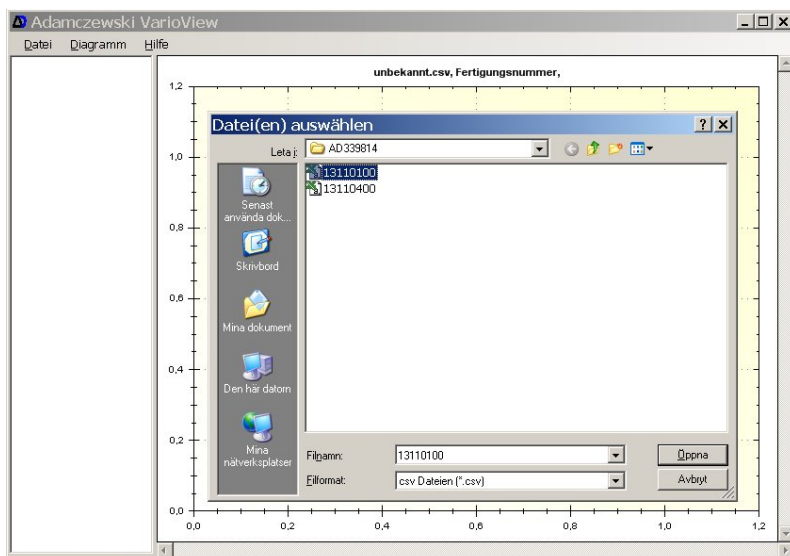 Adamczewski VarioView
Datei Diagramm Hilfe
unbekannt.csv, Fertigungsnummer,
1,2
1,0
0,8
0,6
0,4
0,2
0,0
0,0 0,2 0,4 0,6 0,8 1,0 1,2
Datei(en) auswählen
Leta i: AD339814
13110100
13110400
Senast
använda dok...
Skrivbord
Mina dokument
Den här datorn
Mina
nätverksplatser
Filnamn: 13110100 Öppna
Filformat: csv Dateien (*.csv) Avbryt